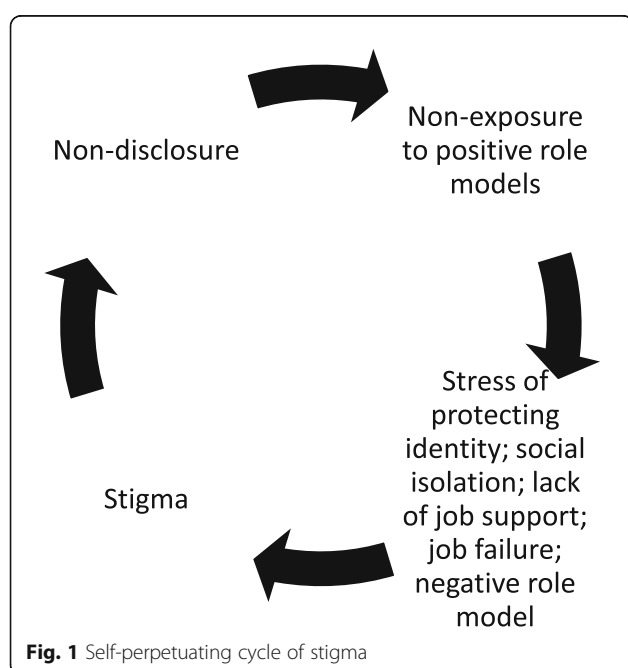 Non-disclosure
Non-exposure
to positive role
models
Stress of
protecting
identity; social
isolation; lack
of job support;
job failure;
negative role
model
Stigma
Fig. 1 Self-perpetuating cycle of stigma